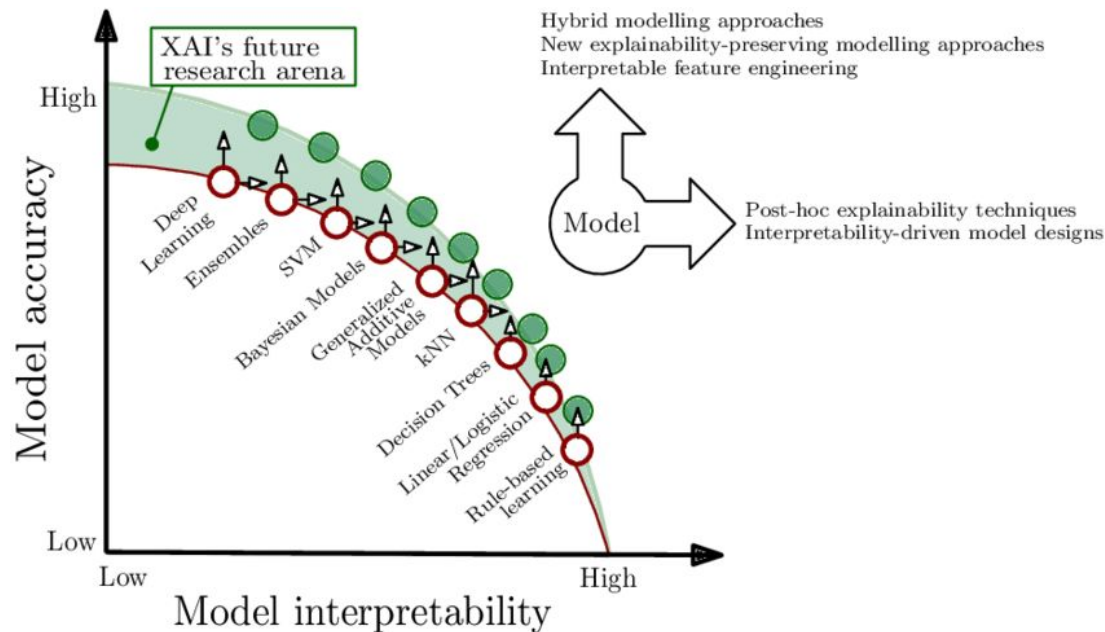 XAI's future
research arena
High
Model accuracy
Low
Low
High
Model interpretability
Deep
Learning
Ensembles
SVM
Bayesian Models
Generalized
Additive
Models
kNN
Decision Trees
Linear/Logistic
Regression
Rule-based
learning
Hybrid modelling approaches
New explainability-preserving modelling approaches
Interpretable feature engineering
Model
Post-hoc explainability techniques
Interpretability-driven model designs